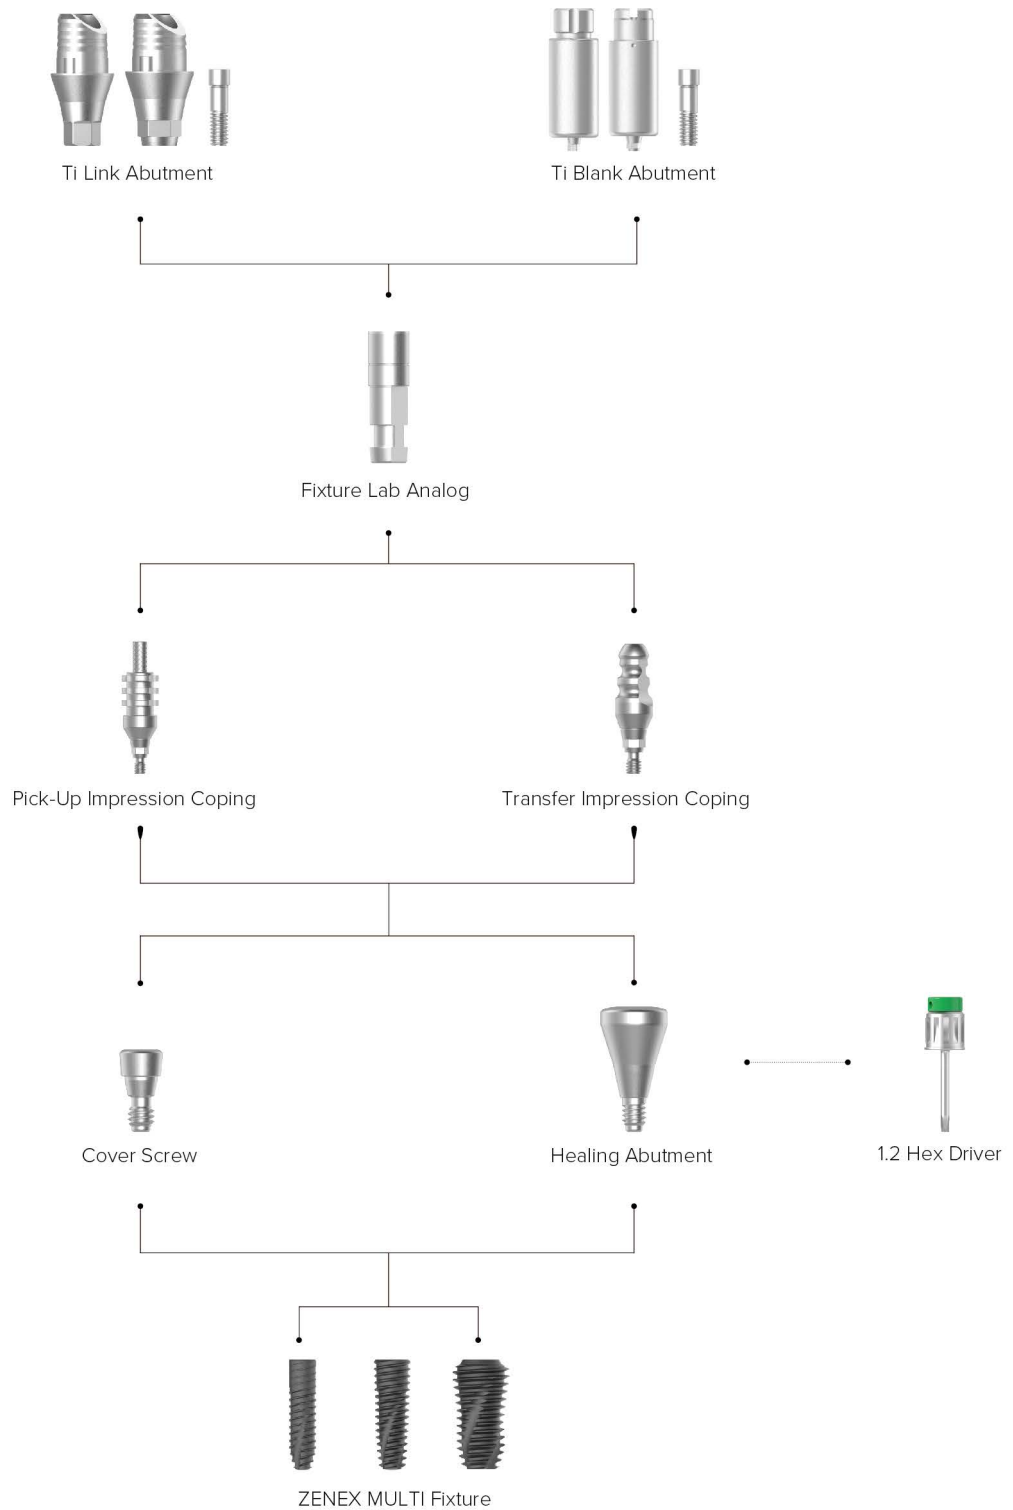 Ti Link Abutment
Ti Blank Abutment
Fixture Lab Analog
Pick-Up Impression Coping
Transfer Impression Coping
Cover Screw
Healing Abutment
1.2 Hex Driver
ZENEX MULTI Fixture